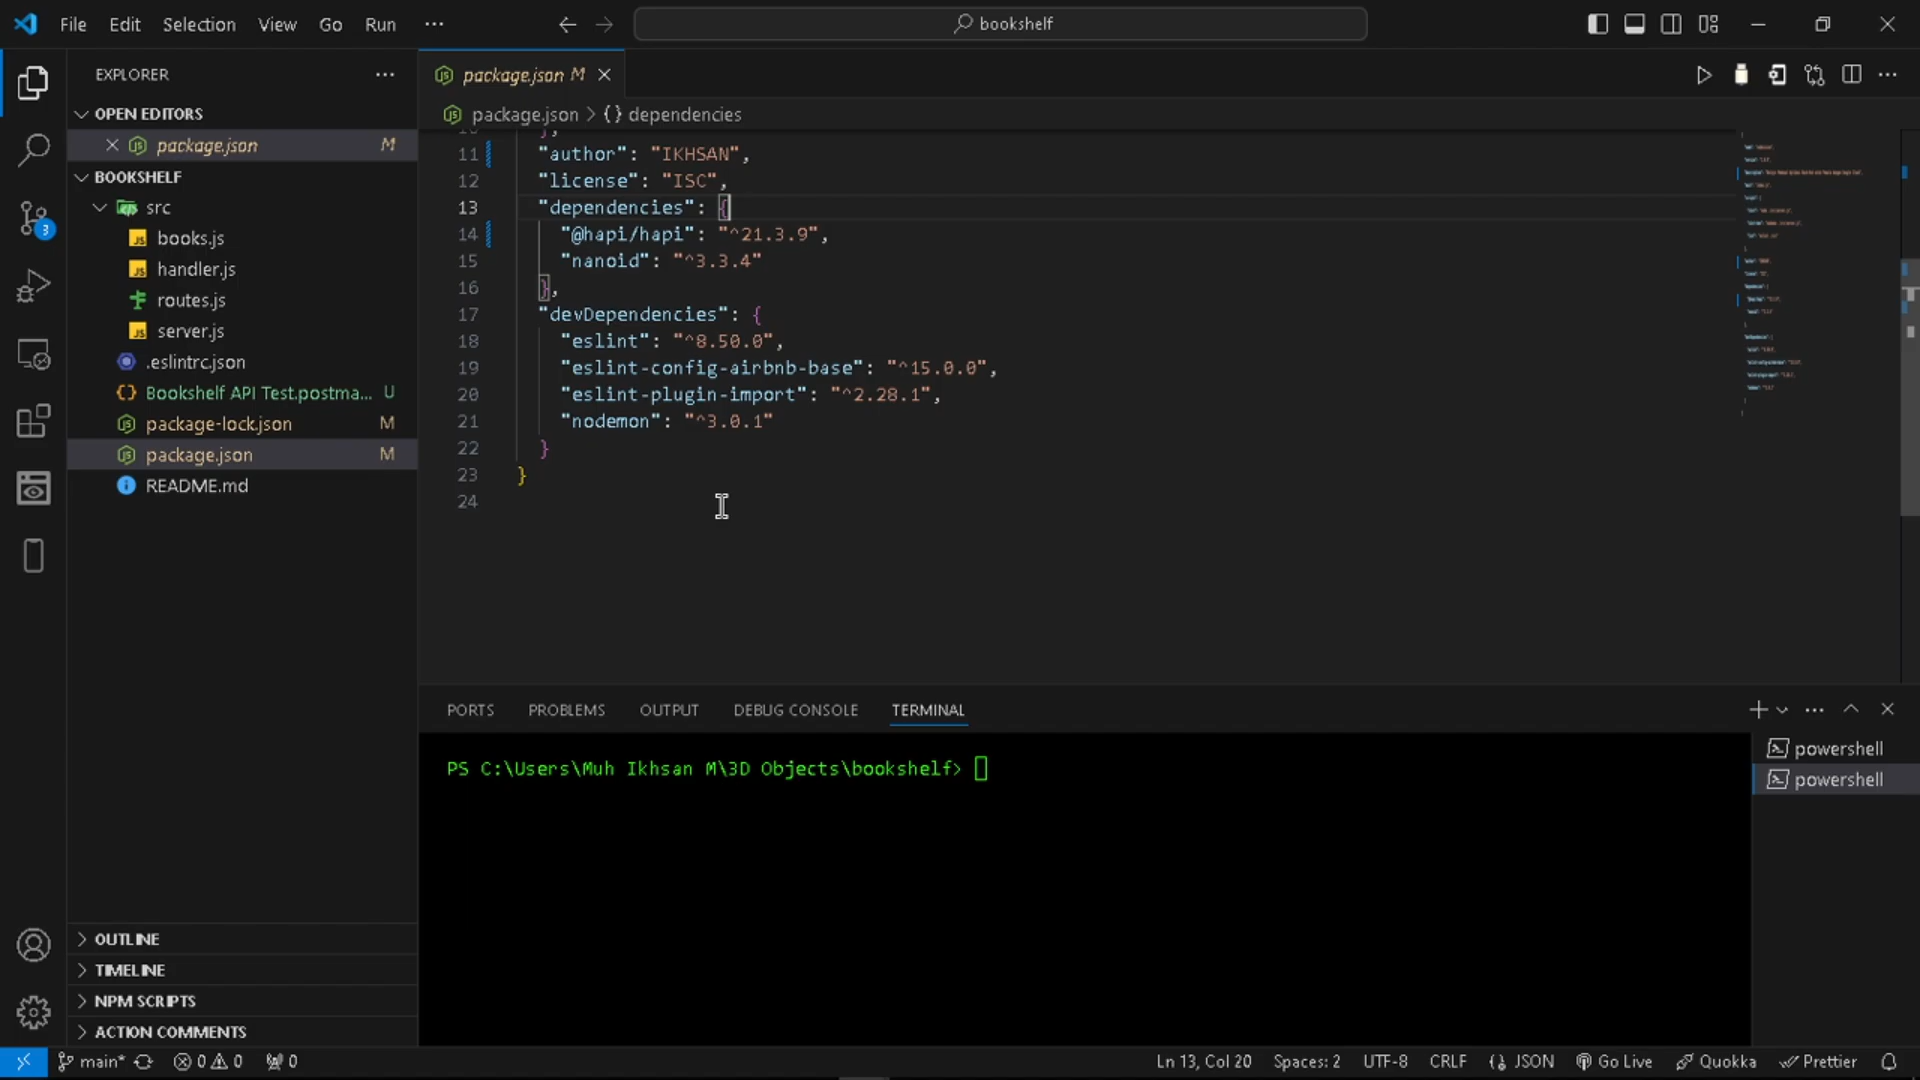 File Edit Selection View Go Run ···
bookshelf
EXPLORER
OPEN EDITORS
package.json M
BOOKSHELF
src
books.js
handler.js
routes.js
server.js
.eslintrc.json
Bookshelf API Test.postma... U
package-lock.json M
package.json M
README.md
OUTLINE
TIMELINE
NPM SCRIPTS
ACTION COMMENTS
3
package.json M
package.json > {} dependencies
10 },
11 "author": "IKHSAN",
12 "license": "ISC",
13 "dependencies": {
14 "@hapi/hapi": "^21.3.9",
15 "nanoid": "^3.3.4"
16 },
17 "devDependencies": {
18 "eslint": "^8.50.0",
19 "eslint-config-airbnb-base": "^15.0.0",
20 "eslint-plugin-import": "^2.28.1",
21 "nodemon": "^3.0.1"
22 }
23 }
24
PORTS PROBLEMS OUTPUT DEBUG CONSOLE TERMINAL
PS C:\Users\Muh Ikhsan M\3D Objects\bookshelf>
powershell
powershell
main* 0 0 0
Ln 13, Col 20 Spaces: 2 UTF-8 CRLF {} JSON Go Live Quokka Prettier